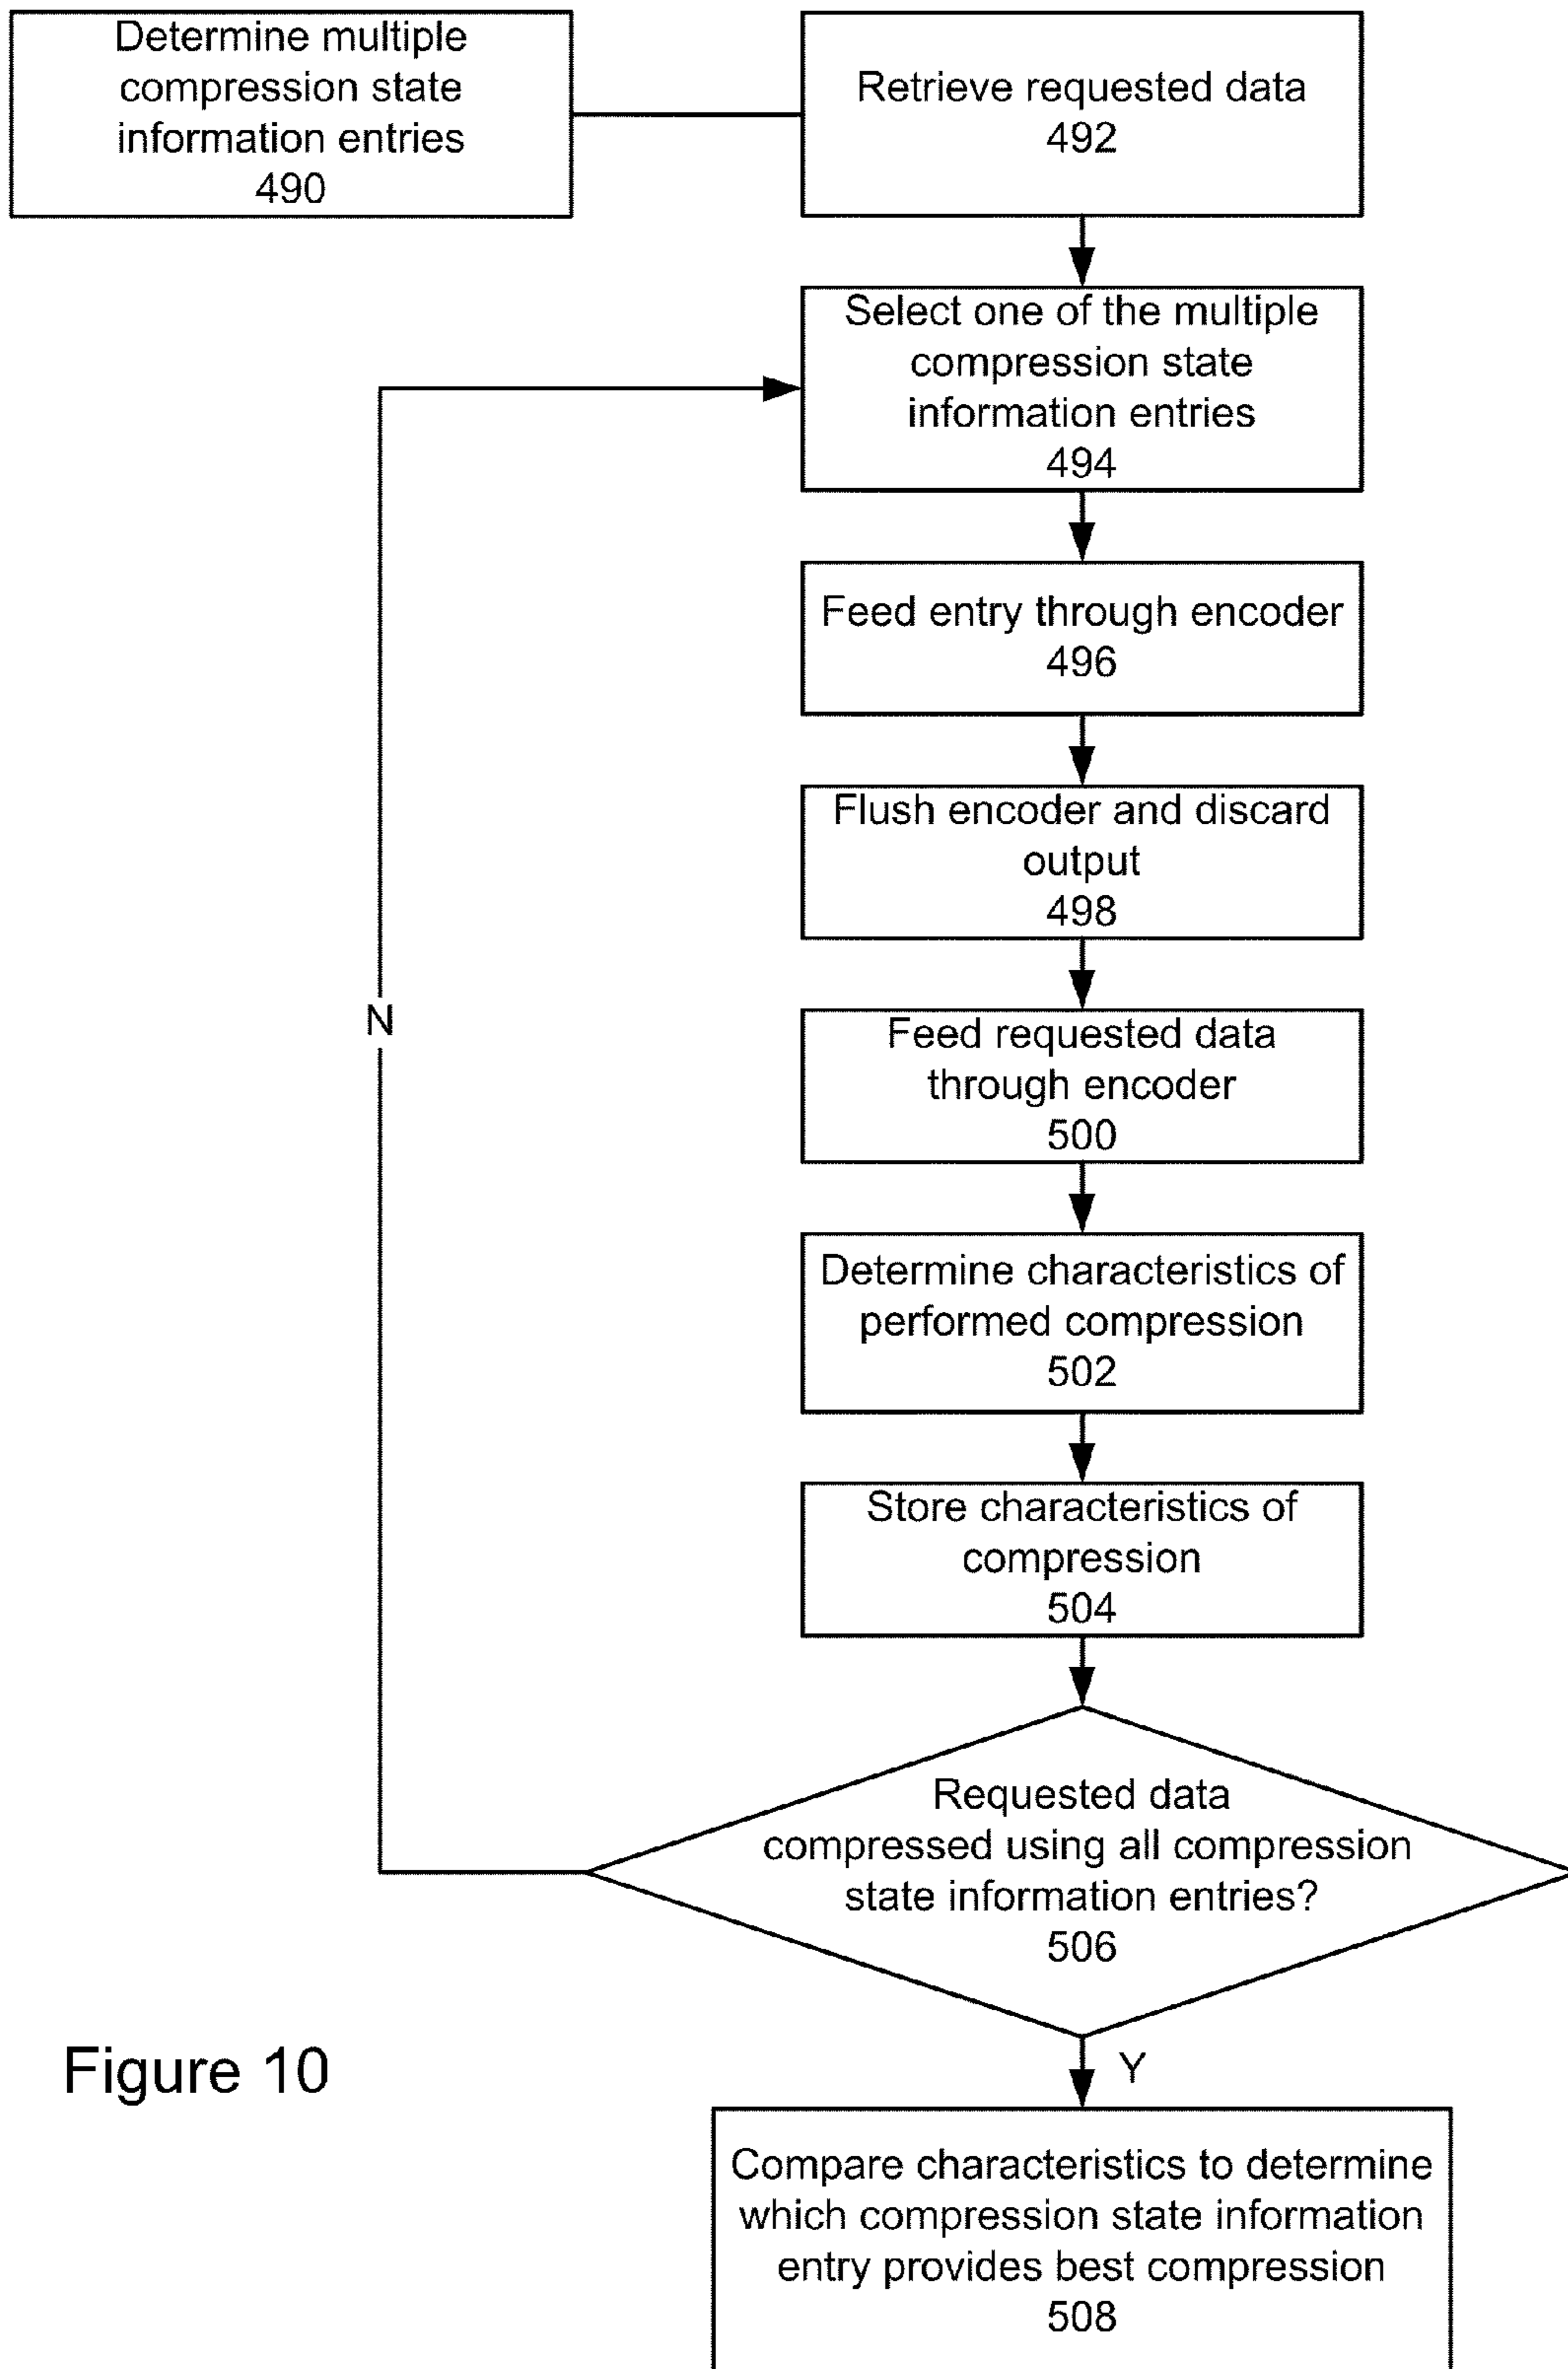 Determine multiple
compression state
information entries
490
Retrieve requested data
492
Select one of the multiple
compression state
information entries
494
Feed entry through encoder
496
Flush encoder and discard
output
498
N
Feed requested data
through encoder
500
Determine characteristics of
performed compression
502
Store characteristics of
compression
504
Requested data
compressed using all compression
state information entries?
506
Figure 10
Y
Compare characteristics to determine
which compression state information
entry provides best compression
508